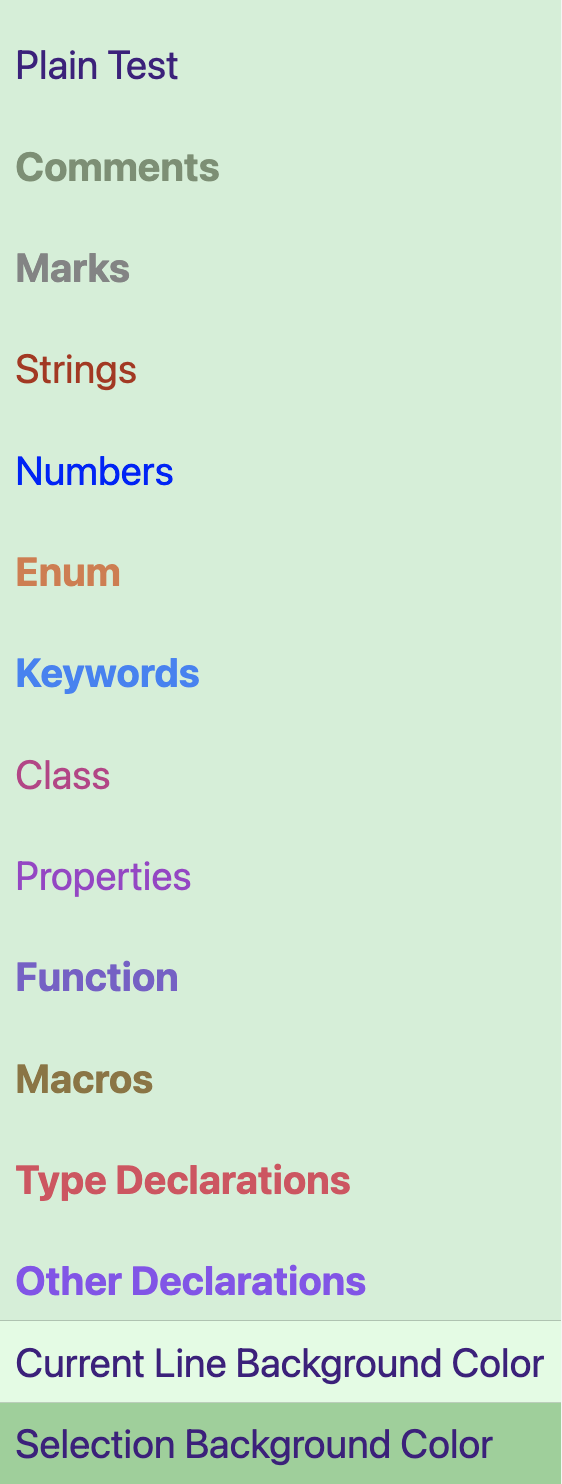 Plain Test
Comments
Marks
Strings
Numbers
Enum
Keywords
Class
Properties
Function
Macros
Type Declarations
Other Declarations
Current Line Background Color
Selection Background Color